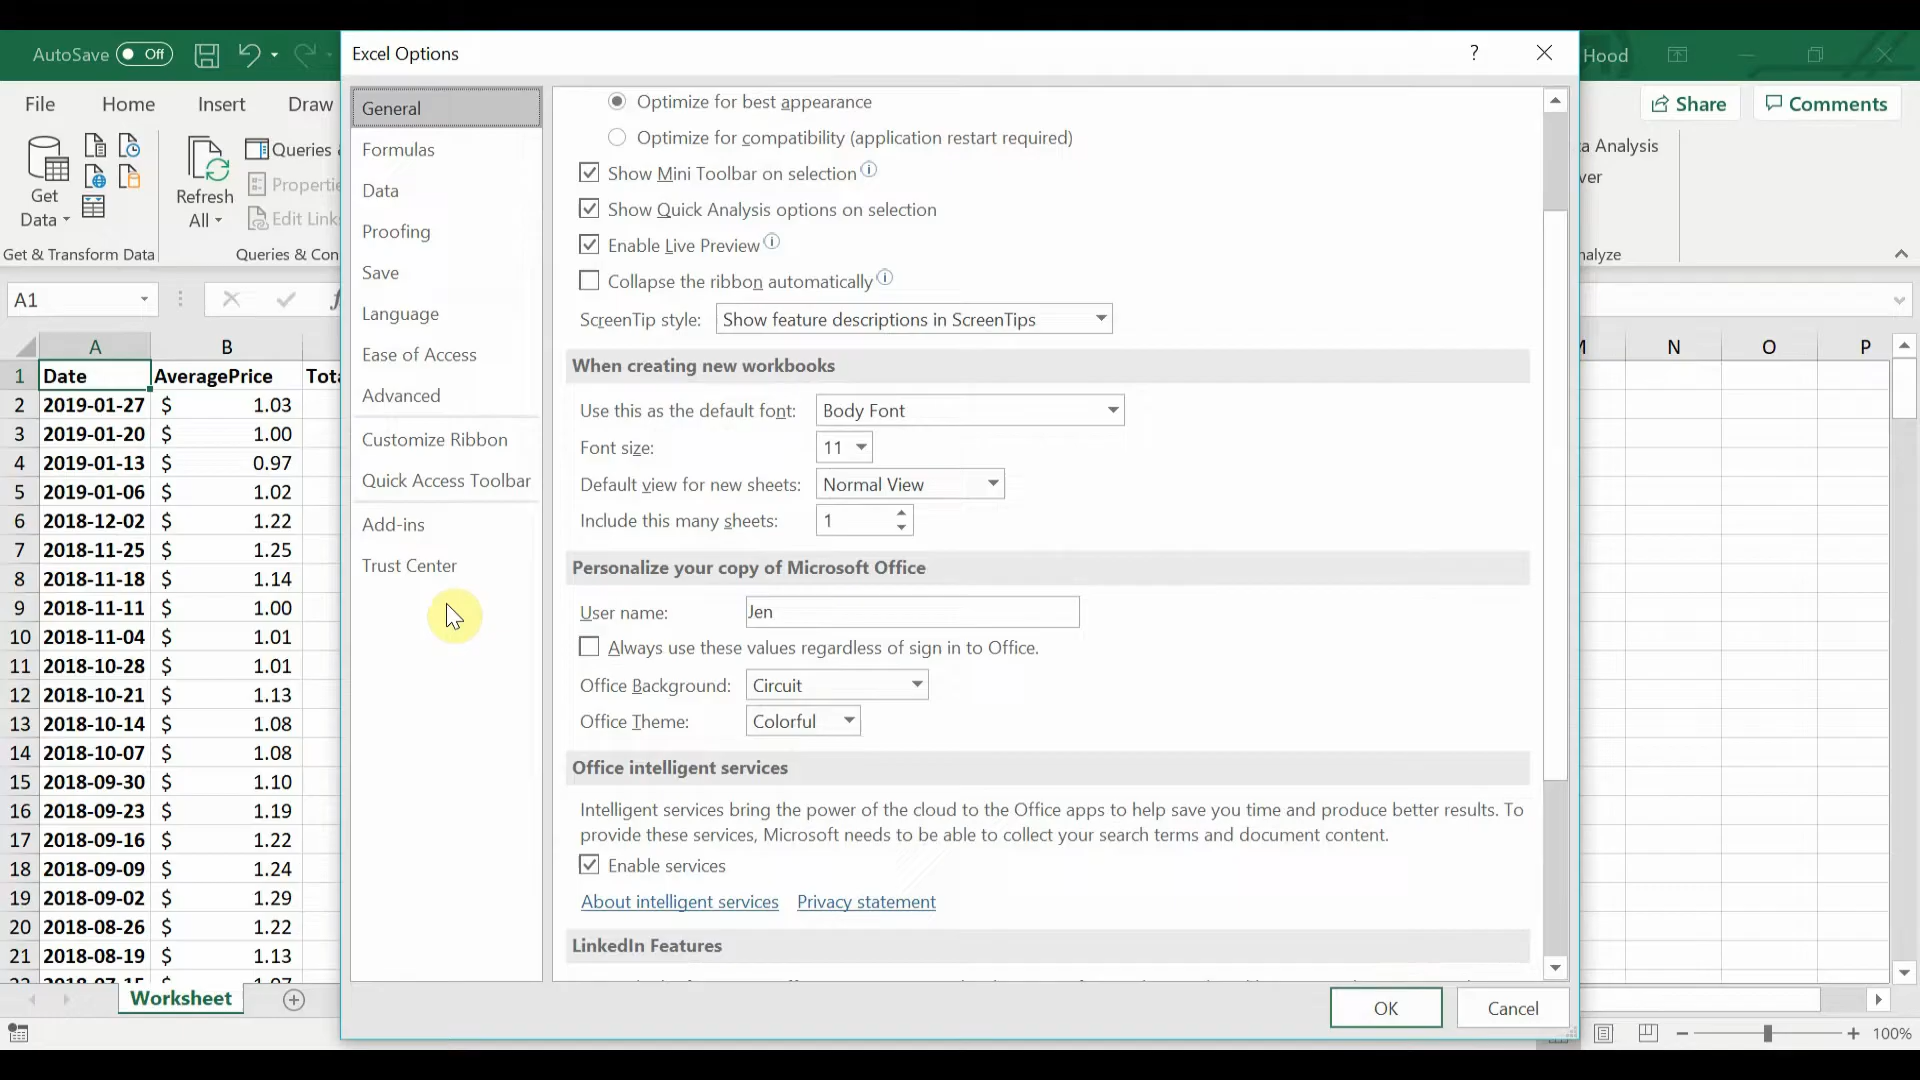 AutoSave Off
Excel Options
? 
Hood
File Home Insert Draw
Share Comments
Get
Data
Refresh
All
Queries &
Properti
Edit Link
Get & Transform Data
Queries & Con
a Analysis
ver
nalyze
A1
General
Formulas
Data
Proofing
Save
Language
Ease of Access
Advanced
Customize Ribbon
Quick Access Toolbar
Add-ins
Trust Center
Optimize for best appearance
Optimize for compatibility (application restart required)
Show Mini Toolbar on selection
Show Quick Analysis options on selection
Enable Live Preview
Collapse the ribbon automatically
ScreenTip style: Show feature descriptions in ScreenTips
When creating new workbooks
Use this as the default font: Body Font
Font size: 11
Default view for new sheets: Normal View
Include this many sheets: 1
Personalize your copy of Microsoft Office
User name: Jen
Always use these values regardless of sign in to Office.
Office Background: Circuit
Office Theme: Colorful
Office intelligent services
Intelligent services bring the power of the cloud to the Office apps to help save you time and produce better results. To
provide these services, Microsoft needs to be able to collect your search terms and document content.
Enable services
About intelligent services Privacy statement
LinkedIn Features
OK Cancel
A B N O P
1 Date AveragePrice Tota
2 2019-01-27 $ 1.03
3 2019-01-20 $ 1.00
4 2019-01-13 $ 0.97
5 2019-01-06 $ 1.02
6 2018-12-02 $ 1.22
7 2018-11-25 $ 1.25
8 2018-11-18 $ 1.14
9 2018-11-11 $ 1.00
10 2018-11-04 $ 1.01
11 2018-10-28 $ 1.01
12 2018-10-21 $ 1.13
13 2018-10-14 $ 1.08
14 2018-10-07 $ 1.08
15 2018-09-30 $ 1.10
16 2018-09-23 $ 1.19
17 2018-09-16 $ 1.22
18 2018-09-09 $ 1.24
19 2018-09-02 $ 1.29
20 2018-08-26 $ 1.22
21 2018-08-19 $ 1.13
Worksheet
100%